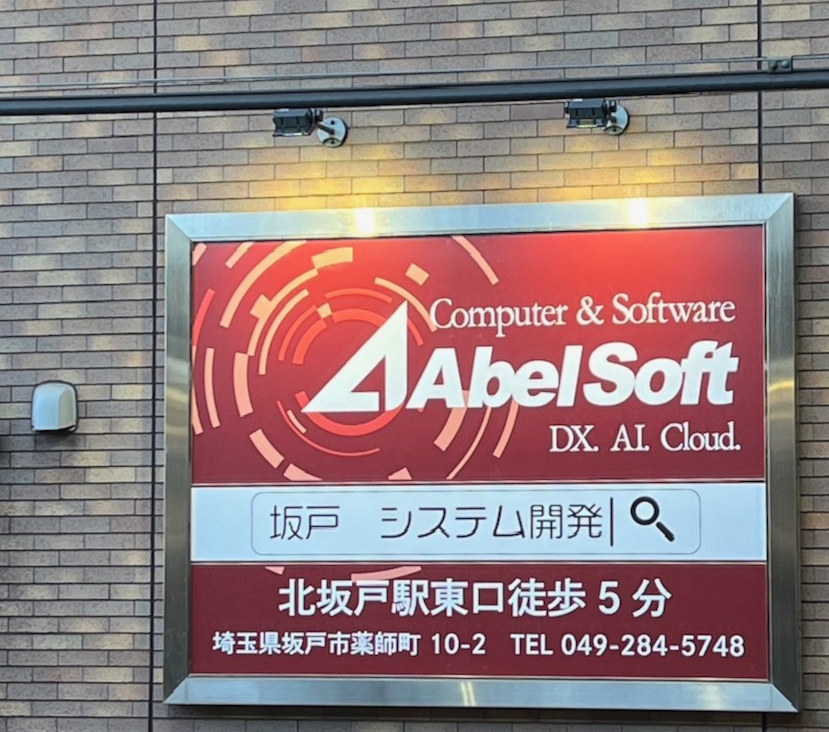 Computer & Software
AbelSoft
DX. AI. Cloud.
坂戸　システム開発
北坂戸駅東口徒歩 5 分
埼玉県坂戸市薬師町 10-2　TEL 049-284-5748